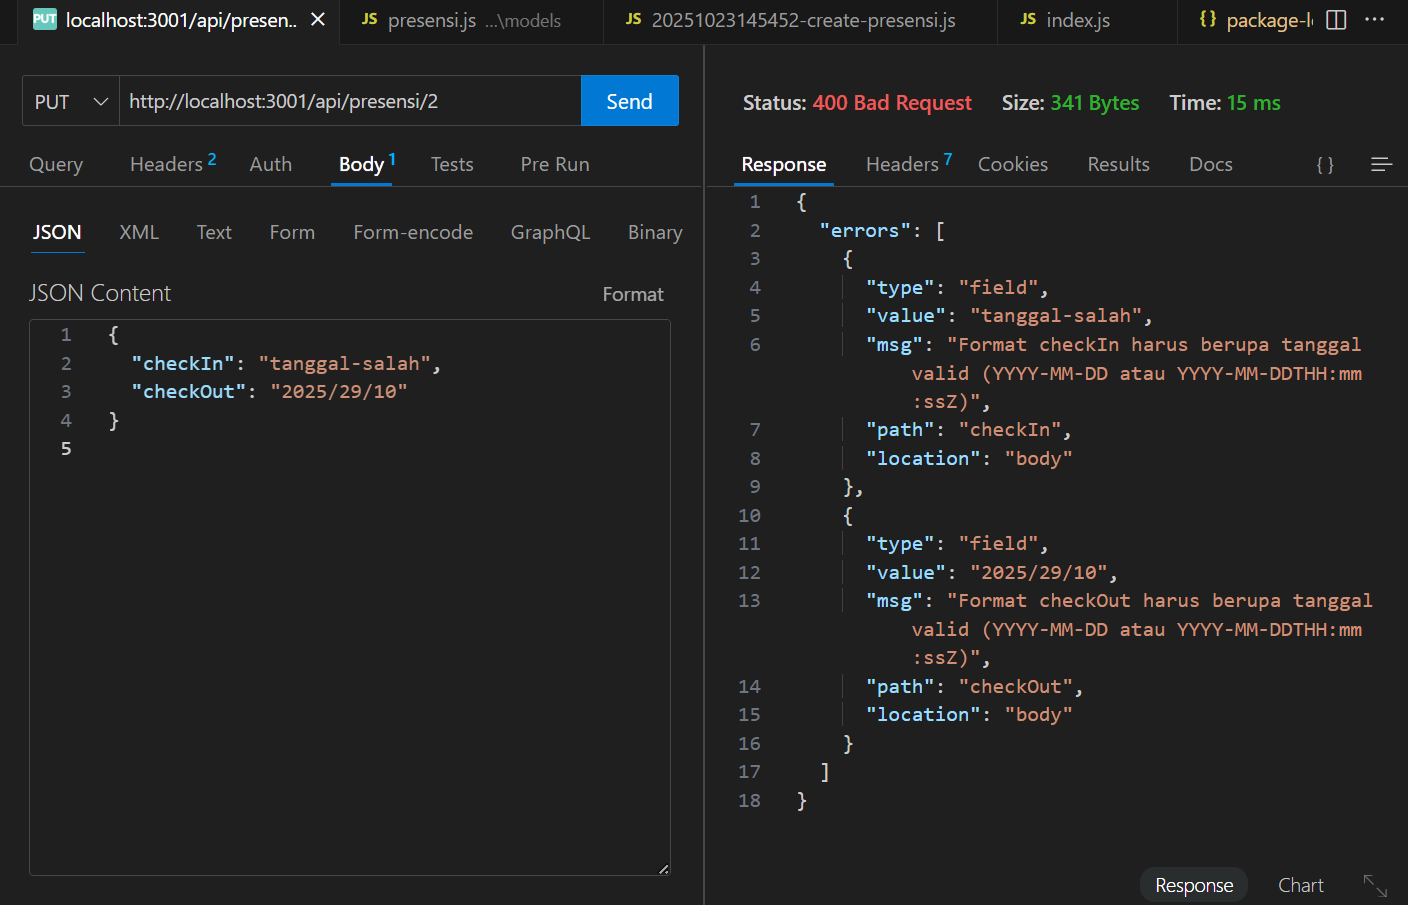 PUT localhost:3001/api/presen.. JS presensi.js ...\models JS 20251023145452-create-presensi.js JS index.js {} package-l
PUT http://localhost:3001/api/presensi/2 Send
Status: 400 Bad Request Size: 341 Bytes Time: 15 ms
Query Headers 2 Auth Body 1 Tests Pre Run
Response Headers 7 Cookies Results Docs { }
JSON XML Text Form Form-encode GraphQL Binary
JSON Content Format
1 {
2 "checkIn": "tanggal-salah",
3 "checkOut": "2025/29/10"
4 }
5
1 {
2 "errors": [
3 {
4 "type": "field",
5 "value": "tanggal-salah",
6 "msg": "Format checkIn harus berupa tanggal
valid (YYYY-MM-DD atau YYYY-MM-DDTHH:mm
:ssZ)",
7 "path": "checkIn",
8 "location": "body"
9 },
10 {
11 "type": "field",
12 "value": "2025/29/10",
13 "msg": "Format checkOut harus berupa tanggal
valid (YYYY-MM-DD atau YYYY-MM-DDTHH:mm
:ssZ)",
14 "path": "checkOut",
15 "location": "body"
16 }
17 ]
18 }
Response Chart